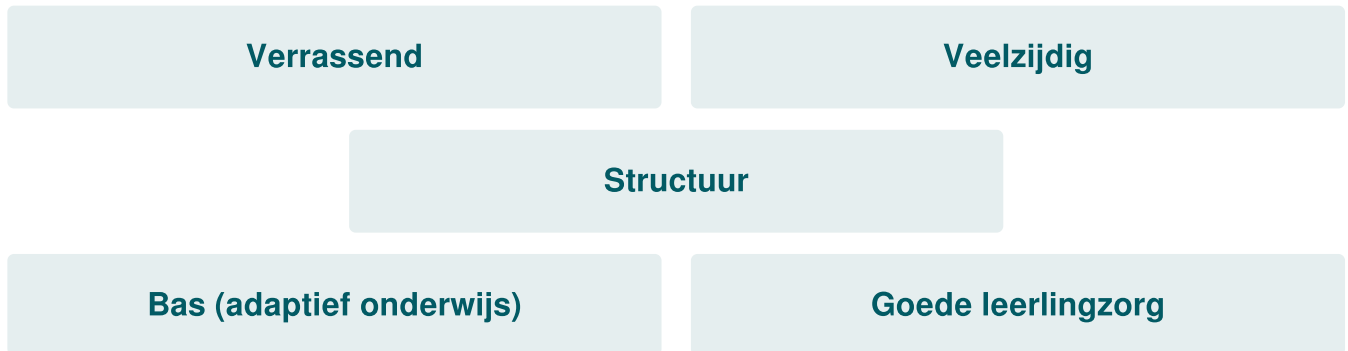 Verrassend
Veelzijdig
Structuur
Bas (adaptief onderwijs)
Goede leerlingzorg